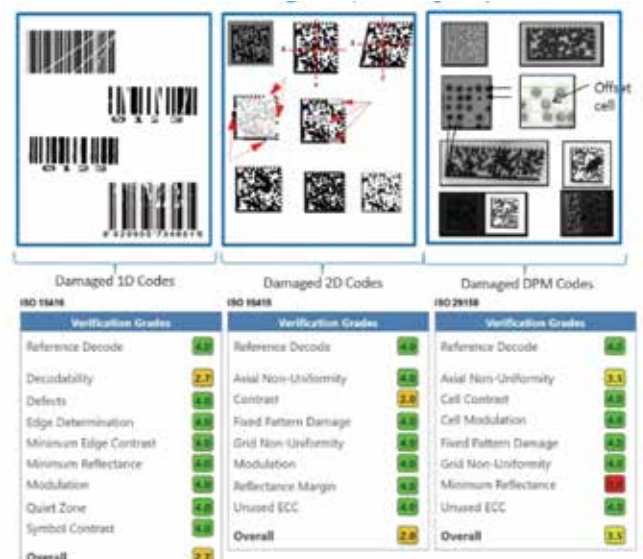 Offset
cell
0123
0123
Damaged 1D Codes
Damaged 2D Codes
Damaged DPM Codes
ISO 15416
Verification Grades
Reference Decode 4.0
Decodability 2.7
Defects 4.0
Edge Determination 4.0
Minimum Edge Contrast 4.0
Minimum Reflectance 4.0
Modulation 4.0
Quiet Zone 4.0
Symbol Contrast 4.0
Overall 2.7
ISO 15415
Verification Grades
Reference Decode 4.0
Axial Non-Uniformity 4.0
Contrast 2.0
Fixed Pattern Damage 4.0
Grid Non-Uniformity 4.0
Modulation 4.0
Reflectance Margin 4.0
Unused ECC 4.0
Overall 2.0
ISO 29158
Verification Grades
Reference Decode 4.0
Axial Non-Uniformity 3.5
Cell Contrast 4.0
Cell Modulation 4.0
Fixed Pattern Damage 4.0
Grid Non-Uniformity 4.0
Minimum Reflectance
Unused ECC 4.0
Overall 3.5